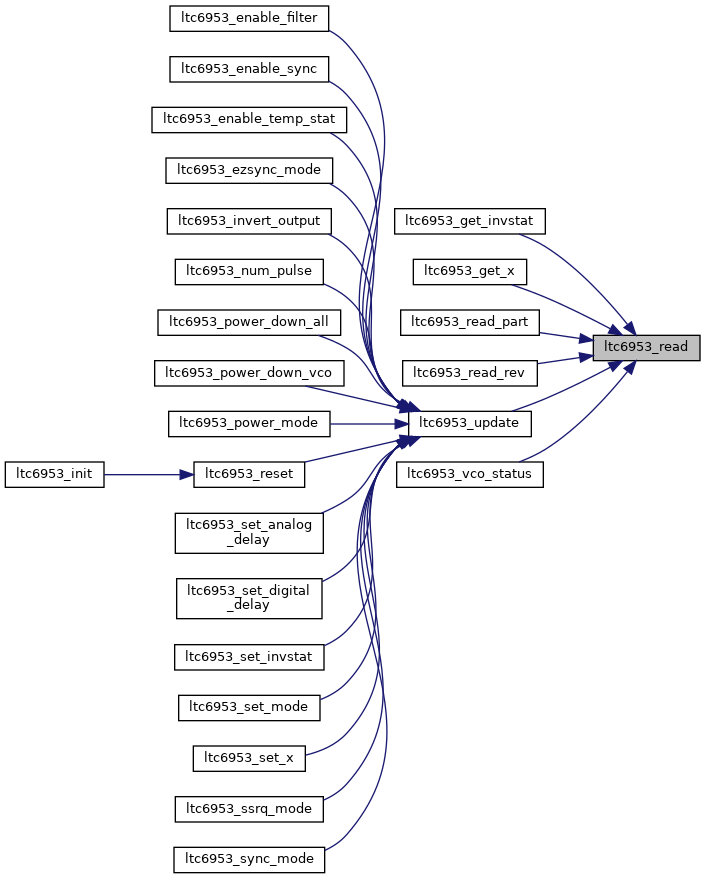 ltc6953_enable_filter
ltc6953_enable_sync
ltc6953_enable_temp_stat
ltc6953_ezsync_mode
ltc6953_invert_output
ltc6953_num_pulse
ltc6953_power_down_all
ltc6953_power_down_vco
ltc6953_power_mode
ltc6953_init
ltc6953_reset
ltc6953_set_analog
_delay
ltc6953_set_digital
_delay
ltc6953_set_invstat
ltc6953_set_mode
ltc6953_set_x
ltc6953_ssrq_mode
ltc6953_sync_mode
ltc6953_get_invstat
ltc6953_get_x
ltc6953_read_part
ltc6953_read_rev
ltc6953_update
ltc6953_vco_status
ltc6953_read